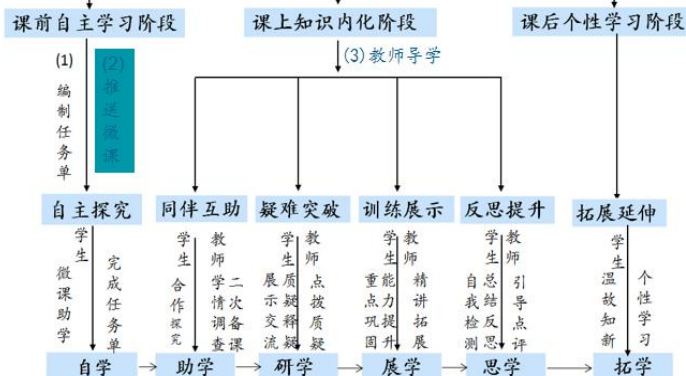 课前自主学习阶段
课上知识内化阶段
课后个性学习阶段
(1)
编制任务单
(2)
推送微课
(3)教师导学
自主探究
同伴互助
疑难突破
训练展示
反思提升
拓展延伸
学生
微课助学
完成任务单
学生
合作探究
教师
学情调查
二次备课
学生
展示交流
质疑释疑
教师
点拨质疑
学生
重点巩固
能力提升
教师
精讲拓展
学生
自我检测
总结反思
教师
引导点评
学生
温故知新
个性学习
自学
助学
研学
展学
思学
拓学